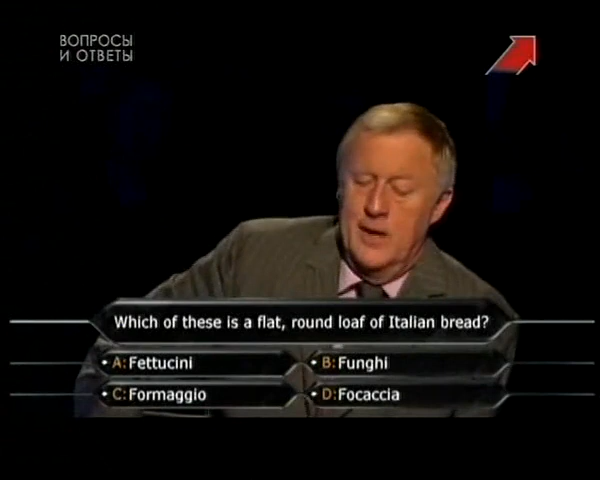 ВОПРОСЫ
И ОТВЕТЫ
Which of these is a flat, round loaf of Italian bread?
A: Fettucini
B: Funghi
C: Formaggio
D: Focaccia